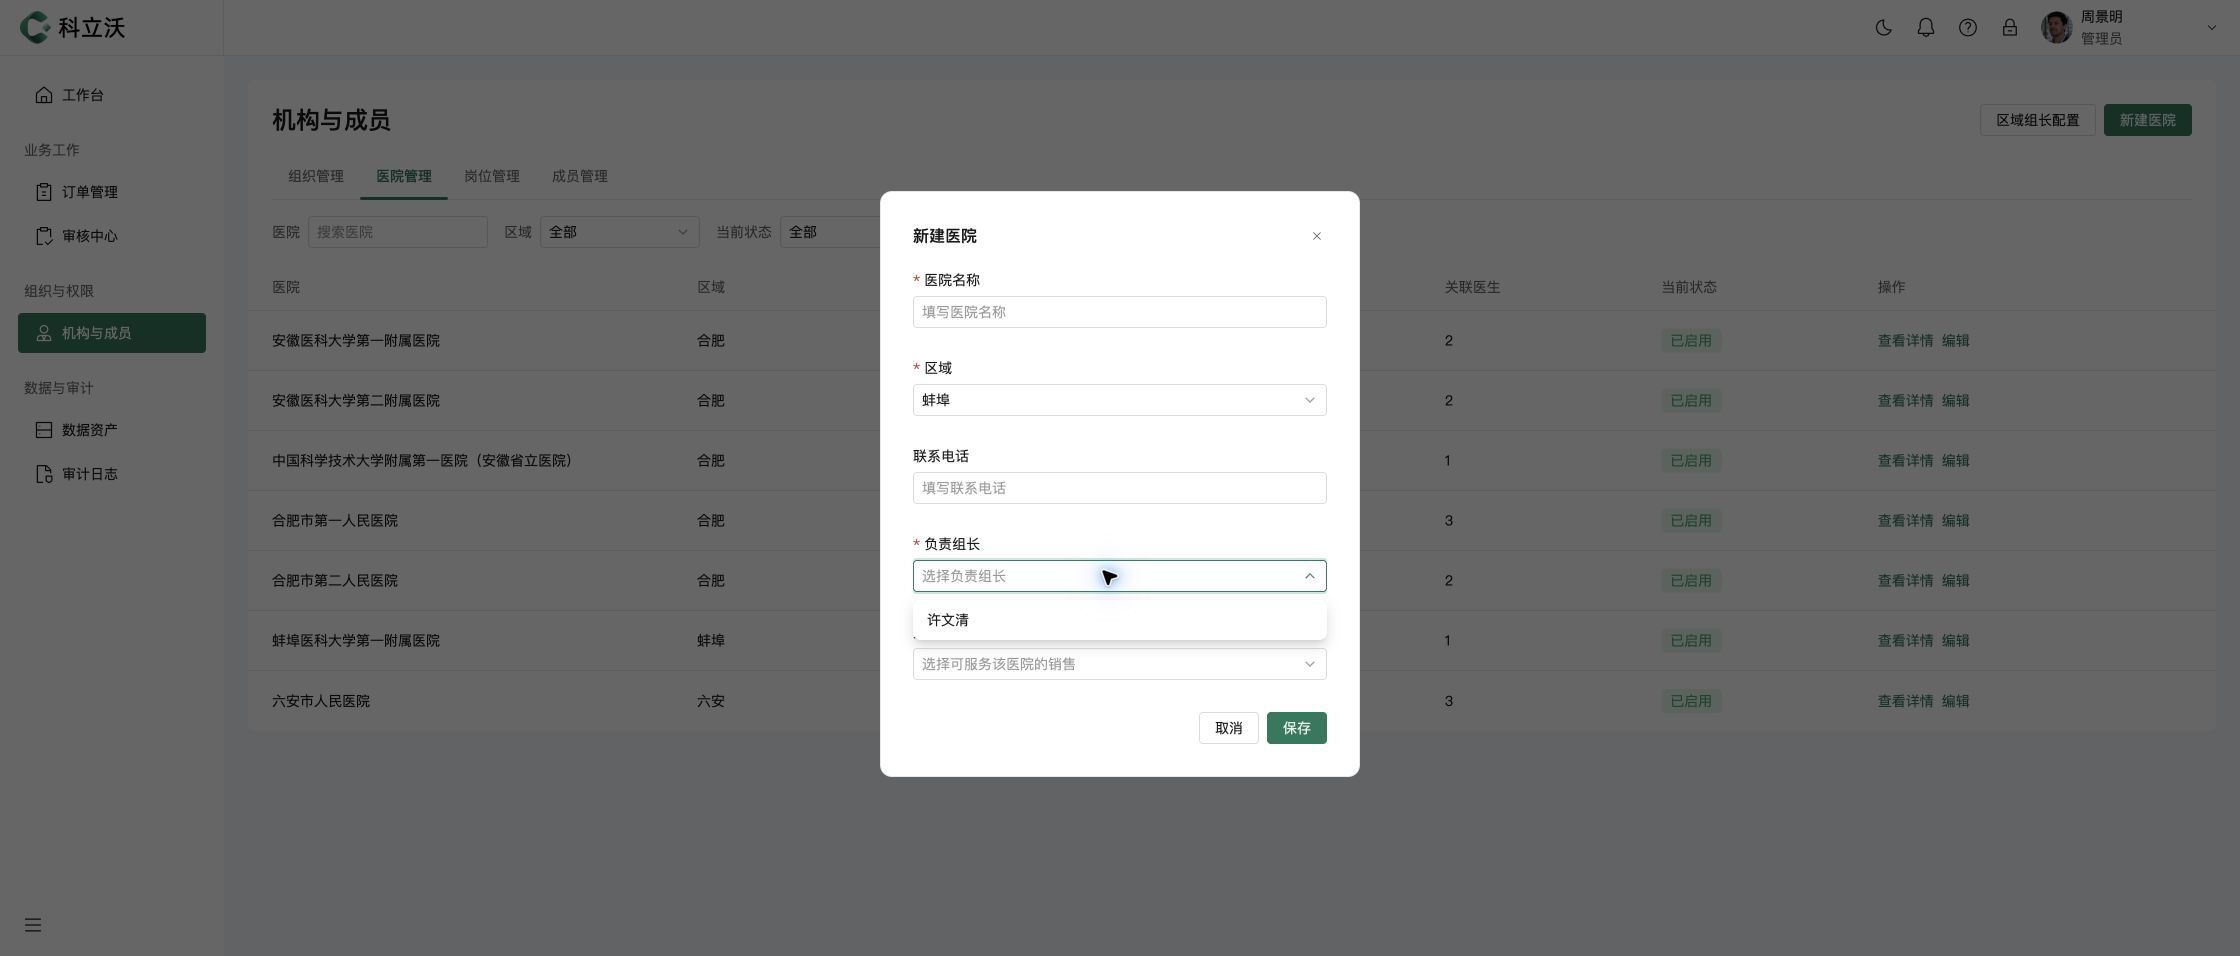 科立沃
周景明
管理员
工作台
业务工作
订单管理
审核中心
组织与权限
机构与成员
数据与审计
数据资产
审计日志
机构与成员
区域组长配置
新建医院
组织管理 医院管理 岗位管理 成员管理
医院 搜索医院 区域 全部 当前状态 全部
医院 区域 关联医生 当前状态 操作
安徽医科大学第一附属医院 合肥 2 已启用 查看详情 编辑
安徽医科大学第二附属医院 合肥 2 已启用 查看详情 编辑
中国科学技术大学附属第一医院（安徽省立医院） 合肥 1 已启用 查看详情 编辑
合肥市第一人民医院 合肥 3 已启用 查看详情 编辑
合肥市第二人民医院 合肥 2 已启用 查看详情 编辑
蚌埠医科大学第一附属医院 蚌埠 1 已启用 查看详情 编辑
六安市人民医院 六安 3 已启用 查看详情 编辑
新建医院
* 医院名称
填写医院名称
* 区域
蚌埠
联系电话
填写联系电话
* 负责组长
选择负责组长
许文清
选择可服务该医院的销售
取消 保存